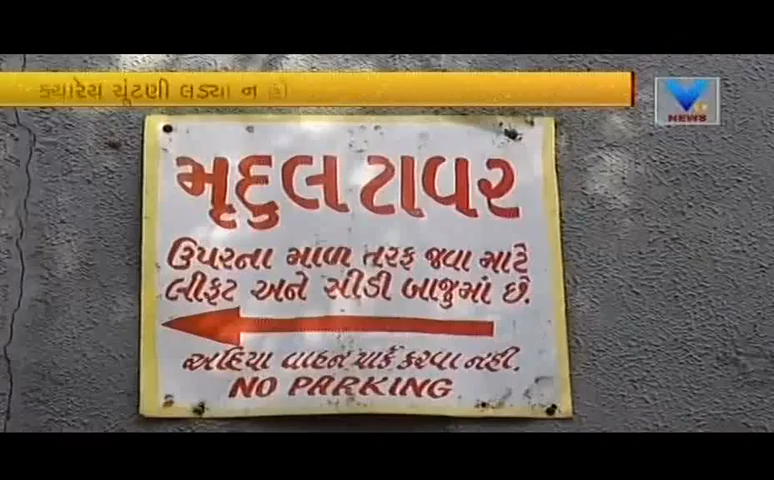 ક્યારેય ચૂંટણી લડ્યા ન
V
NEWS
મૃદુલ ટાવર
ઉપરના માળ તરફ જવા માટે
લીફ્ટ અને સીડી બાજુમાં છે.
અહિયા વાહન પાર્ક કરવા નહી.
NO PARKING